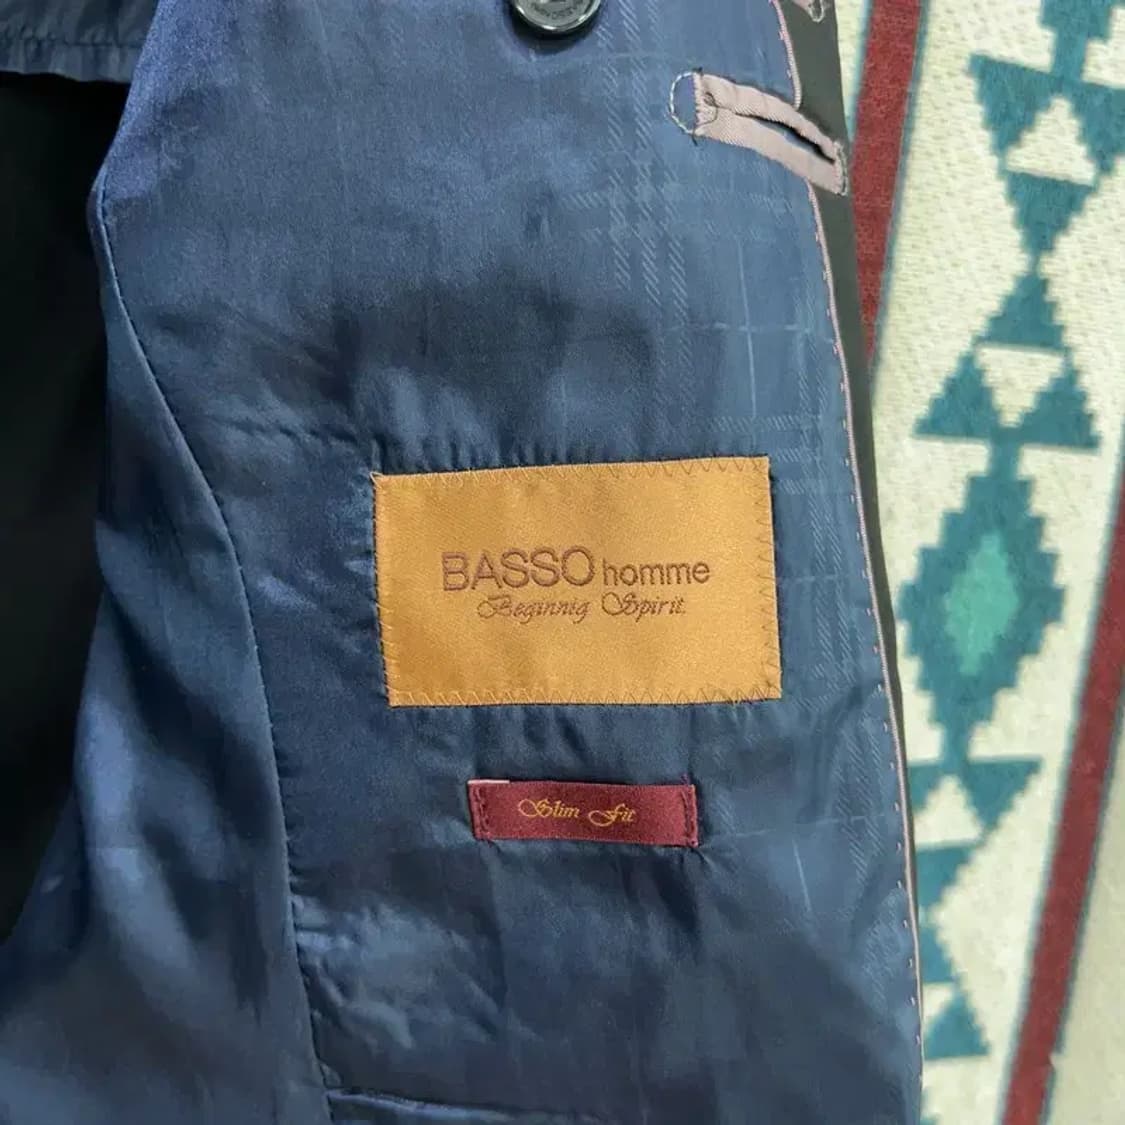 BASSO homme
Beginnig Spirit.
Slim Fit